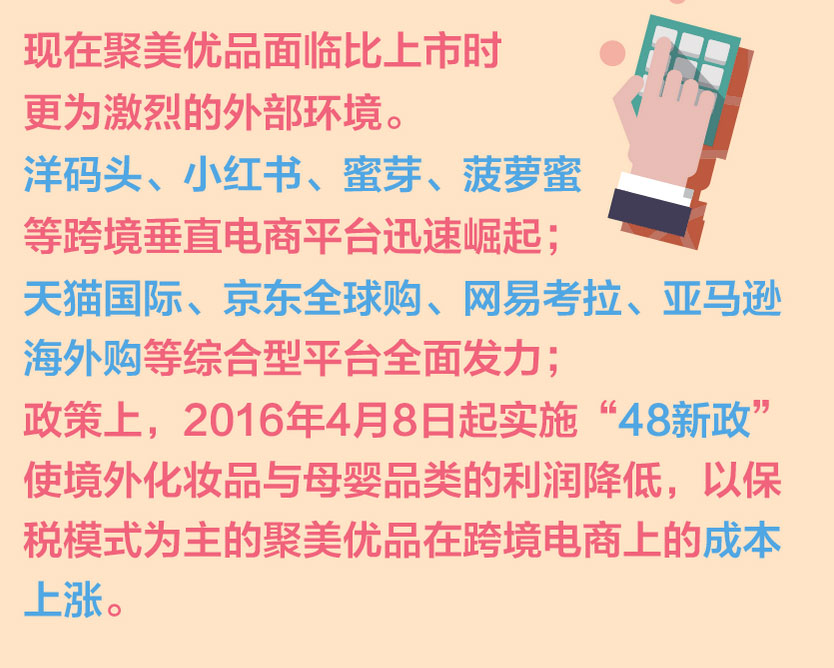 现在聚美优品面临比上市时
更为激烈的外部环境。
洋码头、小红书、蜜芽、菠萝蜜
等跨境垂直电商平台迅速崛起；
天猫国际、京东全球购、网易考拉、亚马逊
海外购等综合型平台全面发力；
政策上，2016年4月8日起实施“48新政”
使境外化妆品与母婴品类的利润降低，以保
税模式为主的聚美优品在跨境电商上的成本
上涨。